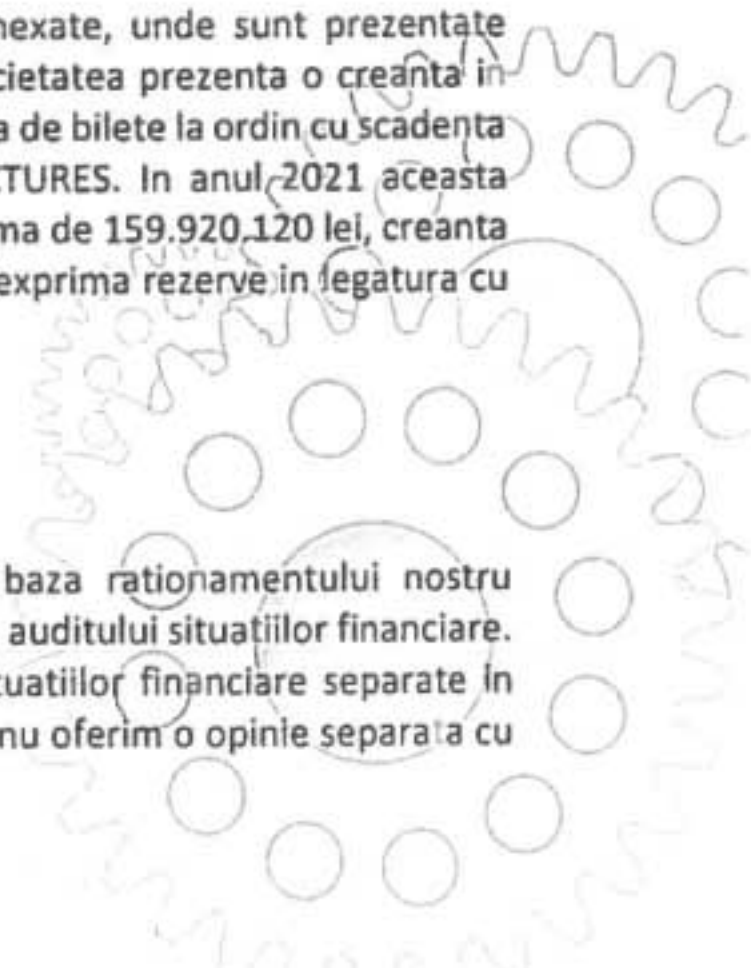 nexate, unde sunt prezentate
cietatea prezenta o creanta in
a de bilete la ordin cu scadenta
TURES. In anul 2021 aceasta
ma de 159.920.120 lei, creanta
exprima rezerve in legatura cu
baza rationamentului nostru
auditului situatiilor financiare.
tuatiilor financiare separate in
nu oferim o opinie separata cu